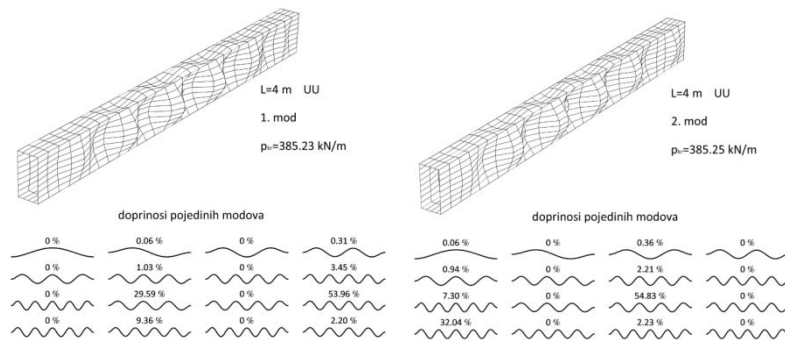 L=4 m UU
1. mod
pₖᵣ=385.23 kN/m
doprinosi pojedinih modova
0 % 0.06 % 0 % 0.31 %
0 % 1.03 % 0 % 3.45 %
0 % 29.59 % 0 % 53.96 %
0 % 9.36 % 0 % 2.20 %
L=4 m UU
2. mod
pₖᵣ=385.25 kN/m
doprinosi pojedinih modova
0.06 % 0 % 0.36 % 0 %
0.94 % 0 % 2.21 % 0 %
7.30 % 0 % 54.83 % 0 %
32.04 % 0 % 2.23 % 0 %